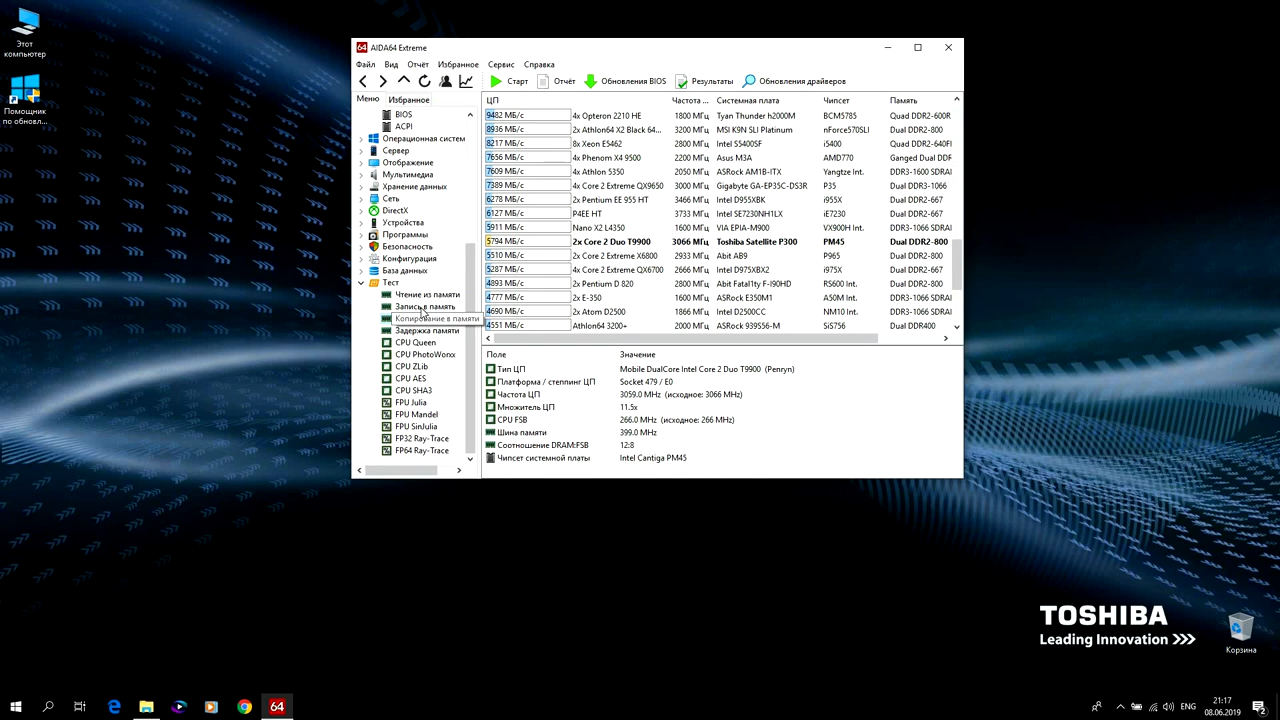 Этот
компьютер
Помощник
по обновл...
AIDA64 Extreme
Файл Вид Отчёт Избранное Сервис Справка
Старт Отчёт Обновления BIOS Результаты Обновления драйверов
Меню Избранное
BIOS
ACPI
Операционная систем
Сервер
Отображение
Мультимедиа
Хранение данных
Сеть
DirectX
Устройства
Программы
Безопасность
Конфигурация
База данных
Тест
Чтение из памяти
Запись в память
Копирование в памяти
Задержка памяти
CPU Queen
CPU PhotoWorxx
CPU ZLib
CPU AES
CPU SHA3
FPU Julia
FPU Mandel
FPU SinJulia
FP32 Ray-Trace
FP64 Ray-Trace
ЦП Частота ... Системная плата Чипсет Память
9482 МБ/с 4x Opteron 2210 HE 1800 МГц Tyan Thunder h2000M BCM5785 Quad DDR2-600R
8936 МБ/с 2x Athlon64 X2 Black 64... 3200 МГц MSI K9N SLI Platinum nForce570SLI Dual DDR2-800
8217 МБ/с 8x Xeon E5462 2800 МГц Intel S5400SF i5400 Quad DDR2-640FI
7656 МБ/с 4x Phenom X4 9500 2200 МГц Asus M3A AMD770 Ganged Dual DDF
7609 МБ/с 4x Athlon 5350 2050 МГц ASRock AM1B-ITX Yangtze Int. DDR3-1600 SDRAI
7389 МБ/с 4x Core 2 Extreme QX9650 3000 МГц Gigabyte GA-EP35C-DS3R P35 Dual DDR3-1066
6278 МБ/с 2x Pentium EE 955 HT 3466 МГц Intel D955XBK i955X Dual DDR2-667
6127 МБ/с P4EE HT 3733 МГц Intel SE7230NH1LX iE7230 Dual DDR2-667
5911 МБ/с Nano X2 L4350 1600 МГц VIA EPIA-M900 VX900H Int. DDR3-1066 SDRAI
5794 МБ/с 2x Core 2 Duo T9900 3066 МГц Toshiba Satellite P300 PM45 Dual DDR2-800
5510 МБ/с 2x Core 2 Extreme X6800 2933 МГц Abit AB9 P965 Dual DDR2-800
5287 МБ/с 4x Core 2 Extreme QX6700 2666 МГц Intel D975XBX2 i975X Dual DDR2-667
4893 МБ/с 2x Pentium D 820 2800 МГц Abit Fatal1ty F-I90HD RS600 Int. Dual DDR2-800
4777 МБ/с 2x E-350 1600 МГц ASRock E350M1 A50M Int. DDR3-1066 SDRAI
4690 МБ/с 2x Atom D2500 1866 МГц Intel D2500CC NM10 Int. DDR3-1066 SDRAI
4551 МБ/с Athlon64 3200+ 2000 МГц ASRock 939S56-M SiS756 Dual DDR400
Поле Значение
Тип ЦП Mobile DualCore Intel Core 2 Duo T9900 (Penryn)
Платформа / степпинг ЦП Socket 479 / E0
Частота ЦП 3059.0 MHz (исходное: 3066 MHz)
Множитель ЦП 11.5x
CPU FSB 266.0 MHz (исходное: 266 MHz)
Шина памяти 399.0 MHz
Соотношение DRAM:FSB 12:8
Чипсет системной платы Intel Cantiga PM45
TOSHIBA
Leading Innovation >>>
Корзина
64
ENG
21:17
08.06.2019
2